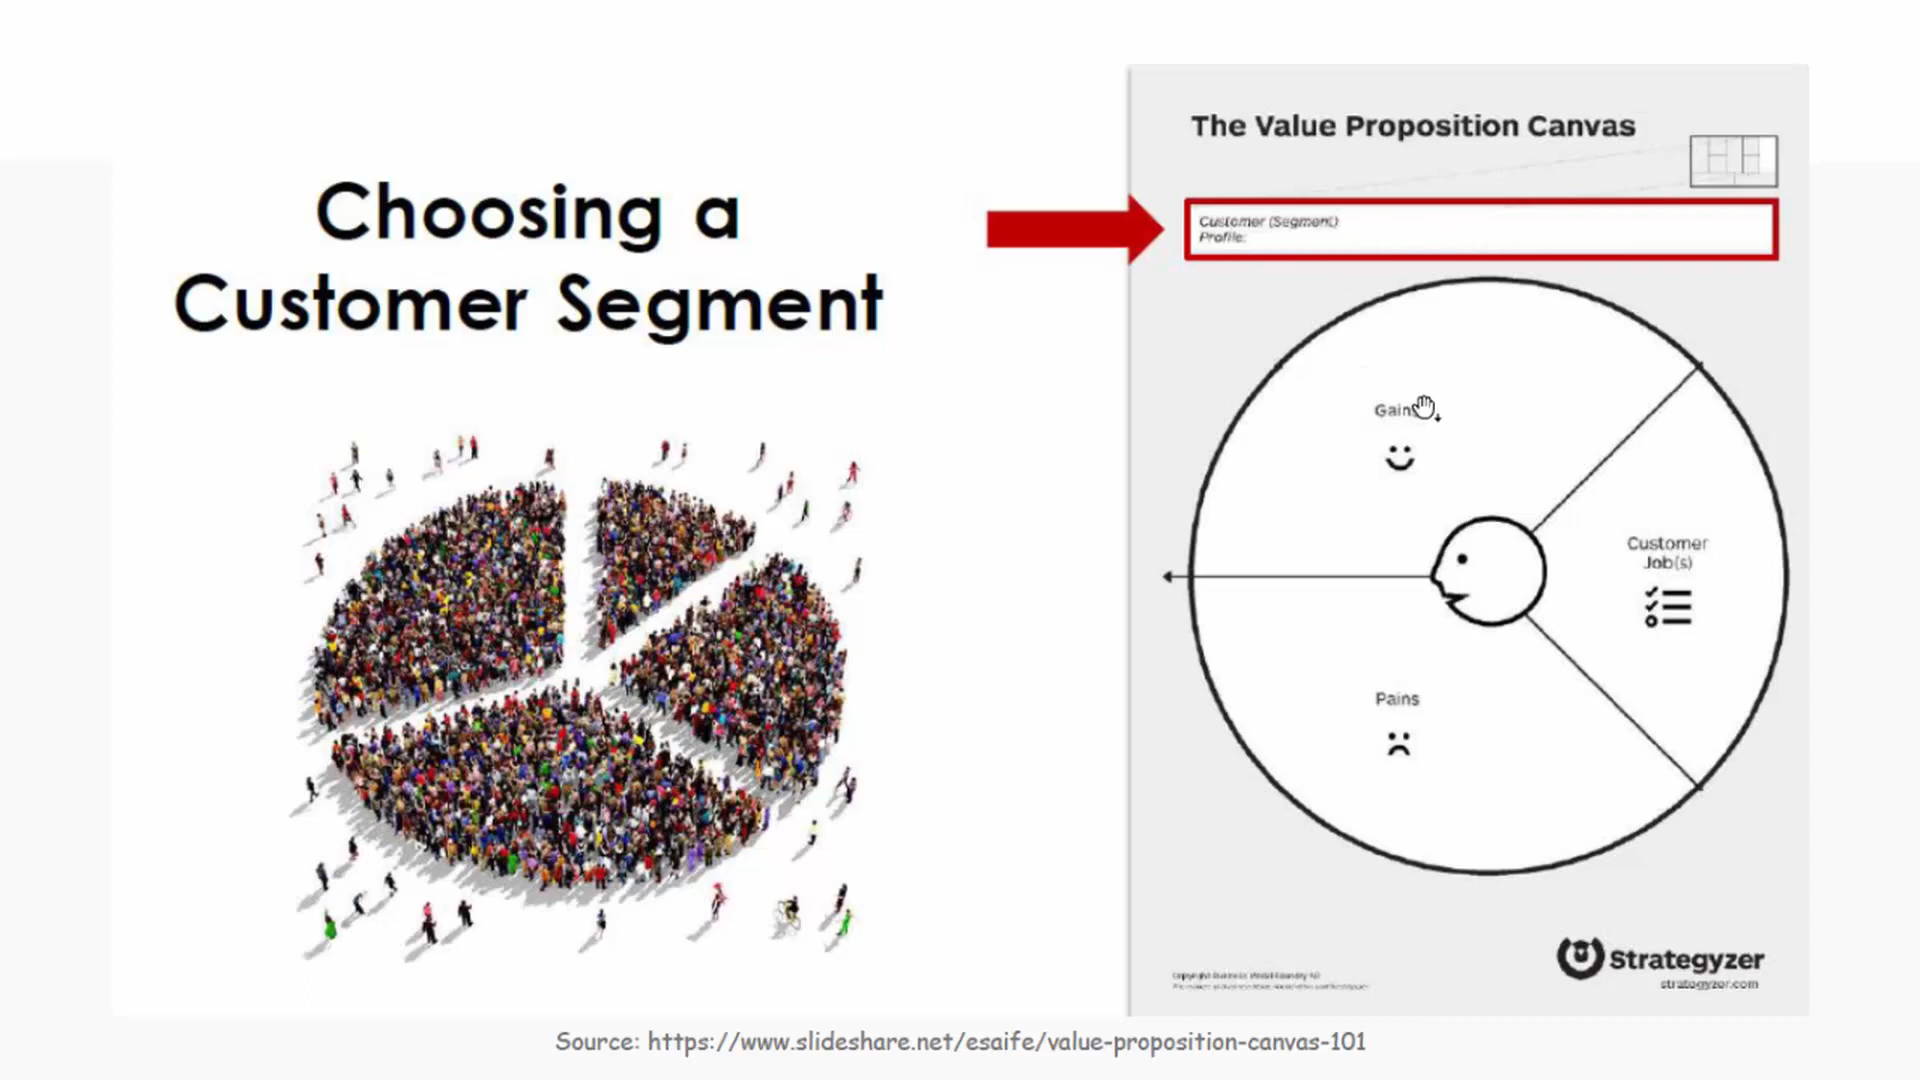 Choosing a
Customer Segment
The Value Proposition Canvas
Customer (Segment)
Profile:
Gain
Customer
Job(s)
Pains
Strategyzer
strategyzer.com
Source: https://www.slideshare.net/esaife/value-proposition-canvas-101